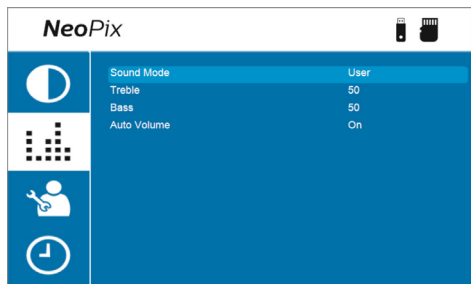 NeoPix
Sound Mode User
Treble 50
Bass 50
Auto Volume On